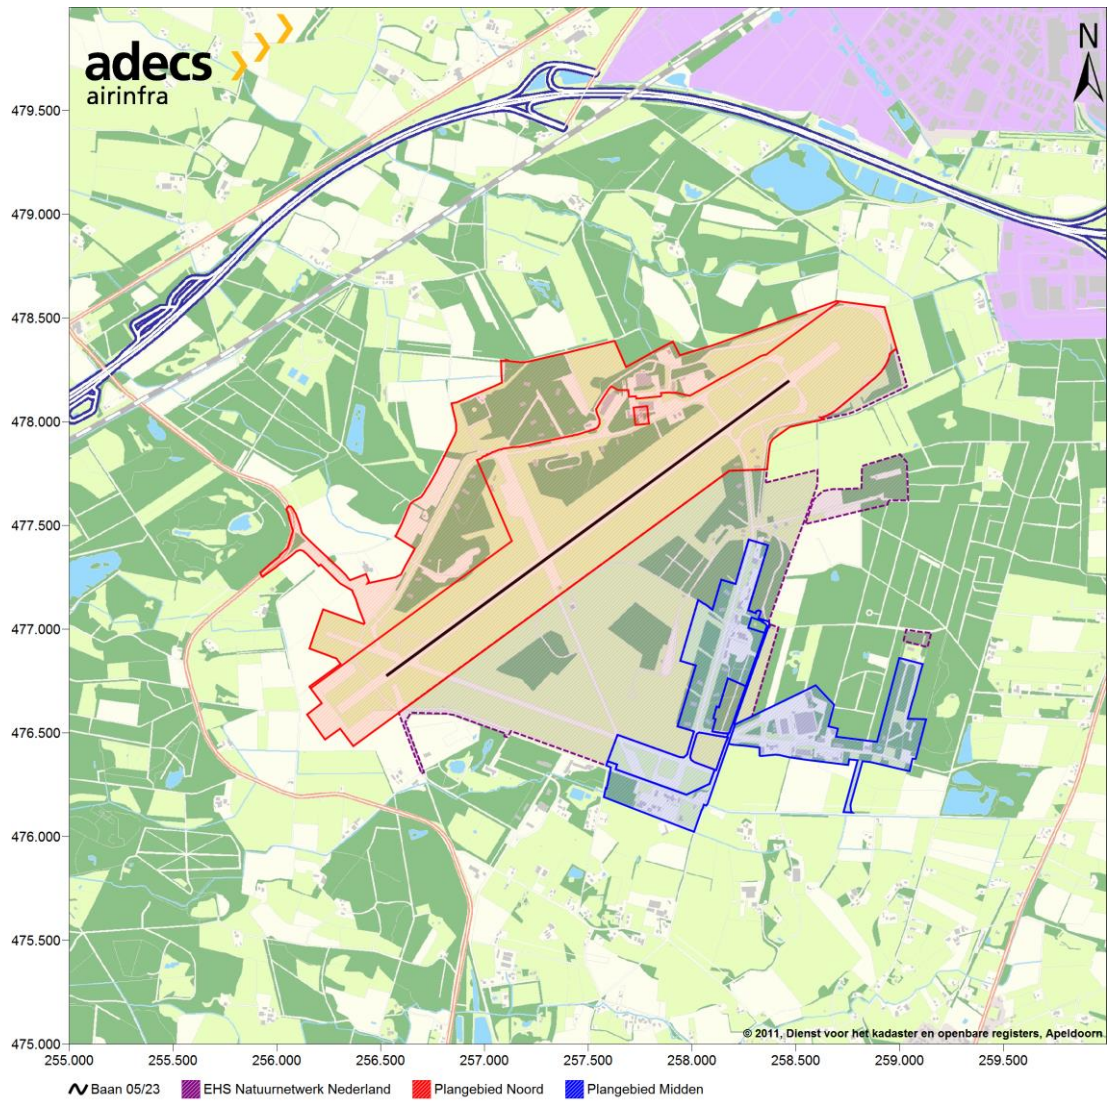 adecs
airinfra
N
479.500
479.000
478.500
478.000
477.500
477.000
476.500
476.000
475.500
475.000
© 2011, Dienst voor het kadaster en openbare registers, Apeldoorn.
255.000 255.500 256.000 256.500 257.000 257.500 258.000 258.500 259.000 259.500
Baan 05/23 EHS Natuurnetwerk Nederland Plangebied Noord Plangebied Midden